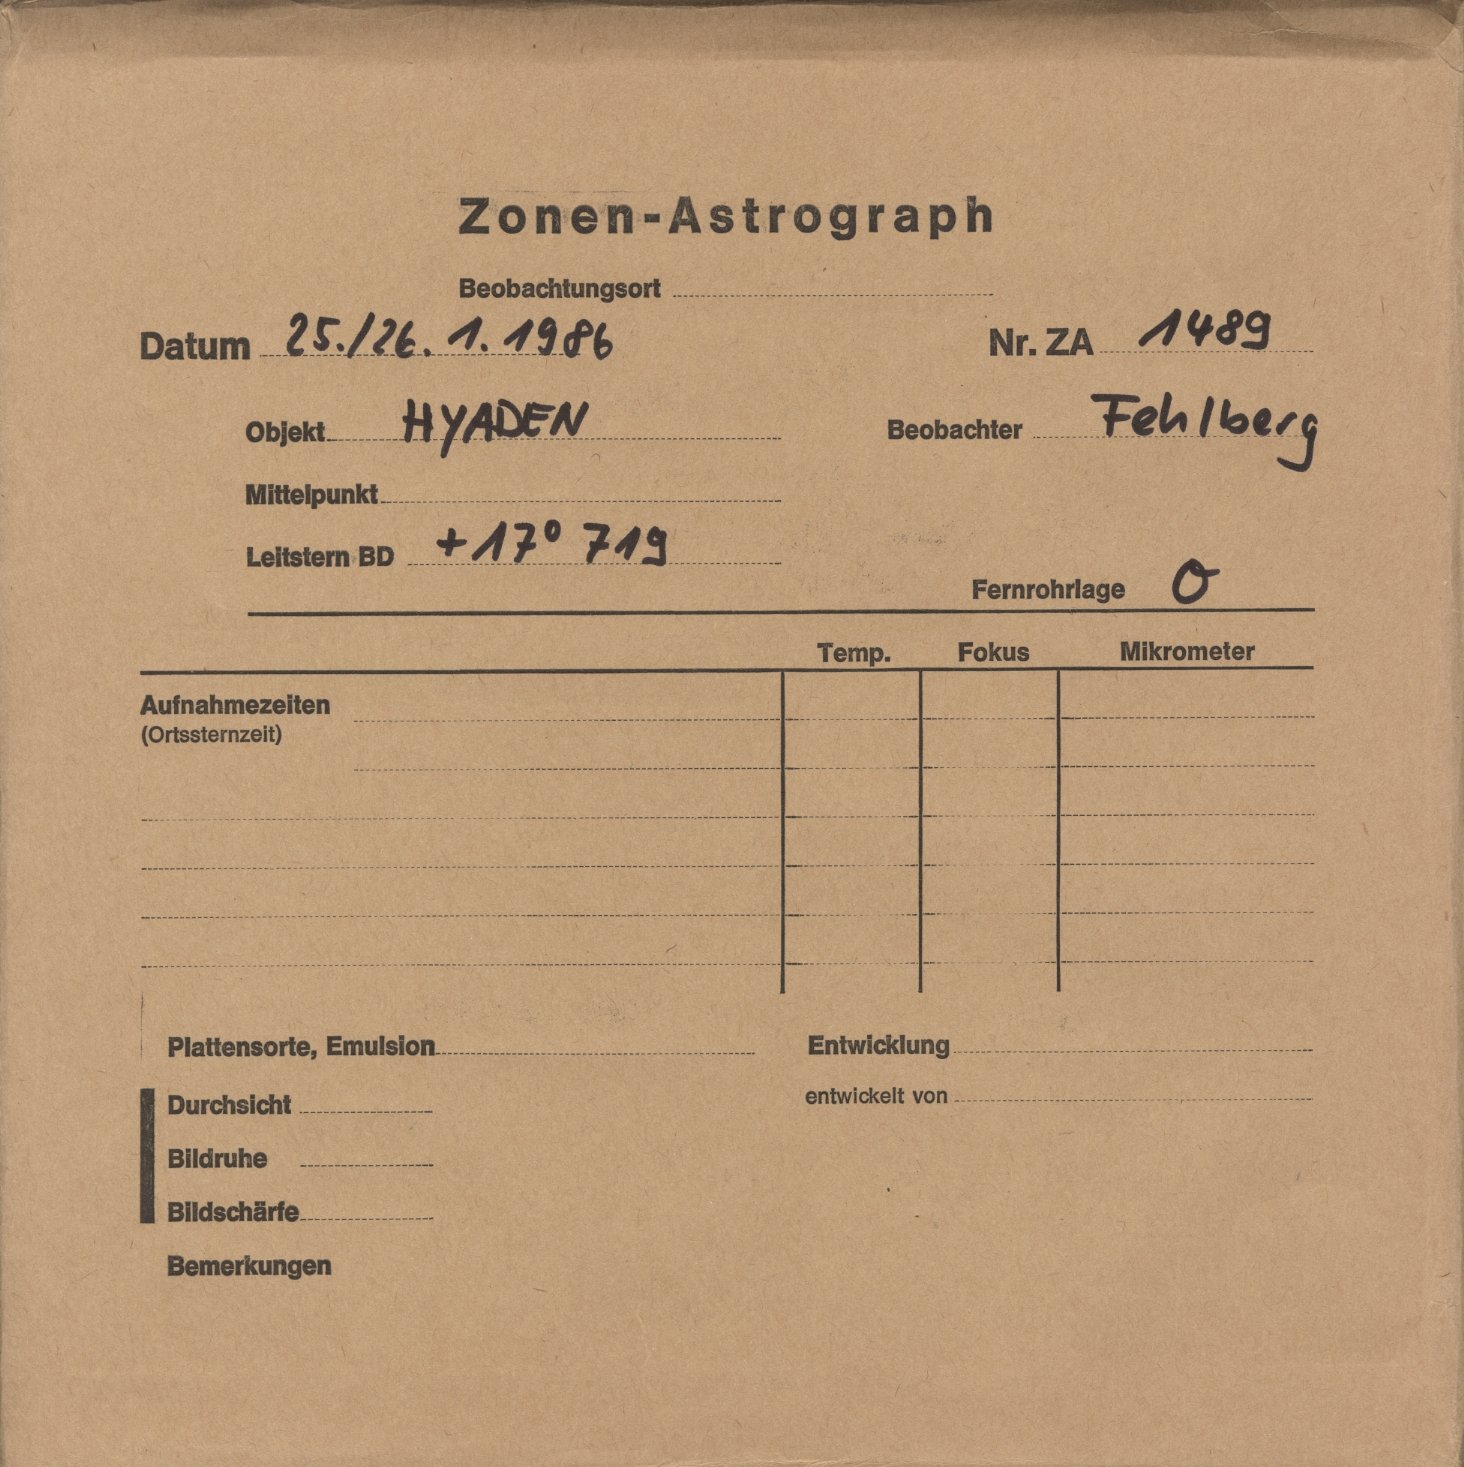 Zonen-Astrograph
Beobachtungsort
Datum 25./26. 1. 1986
Nr. ZA 1489
Objekt HYADEN
Beobachter Fehlberg
Mittelpunkt
Leitstern BD +17° 719
Fernrohrlage O
Temp. Fokus Mikrometer
Aufnahmezeiten
(Ortssternzeit)
Plattensorte, Emulsion
Entwicklung
Durchsicht
entwickelt von
Bildruhe
Bildschärfe
Bemerkungen